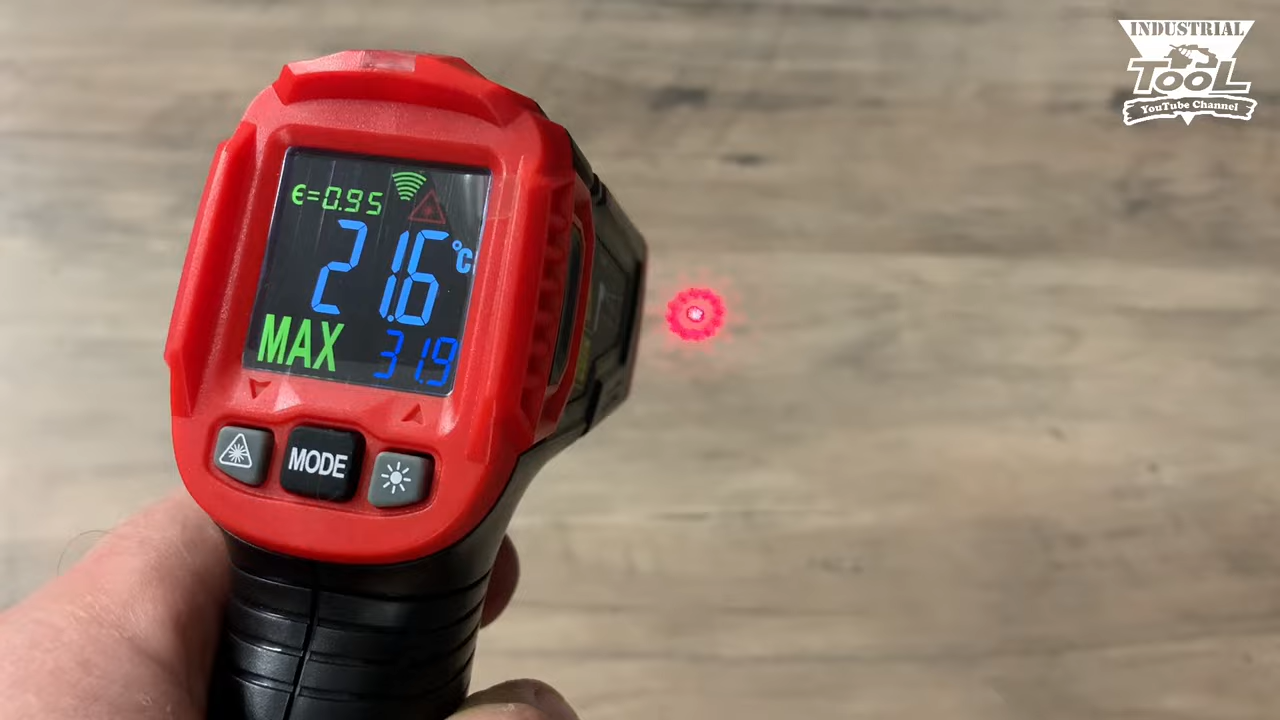 INDUSTRIAL
TOOL
YouTube Channel
ϵ=0.95
21.6 °C
MAX 31.9
MODE